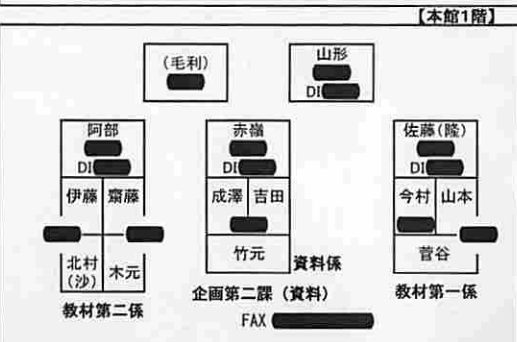 【本館1階】
(毛利)
山形
DI
阿部
DI
赤嶺
DI
佐藤(隆)
DI
伊藤 齋藤
成澤 吉田
今村 山本
北村
(沙)
木元
竹元
菅谷
資料係
教材第二係
企画第二課（資料）
教材第一係
FAX